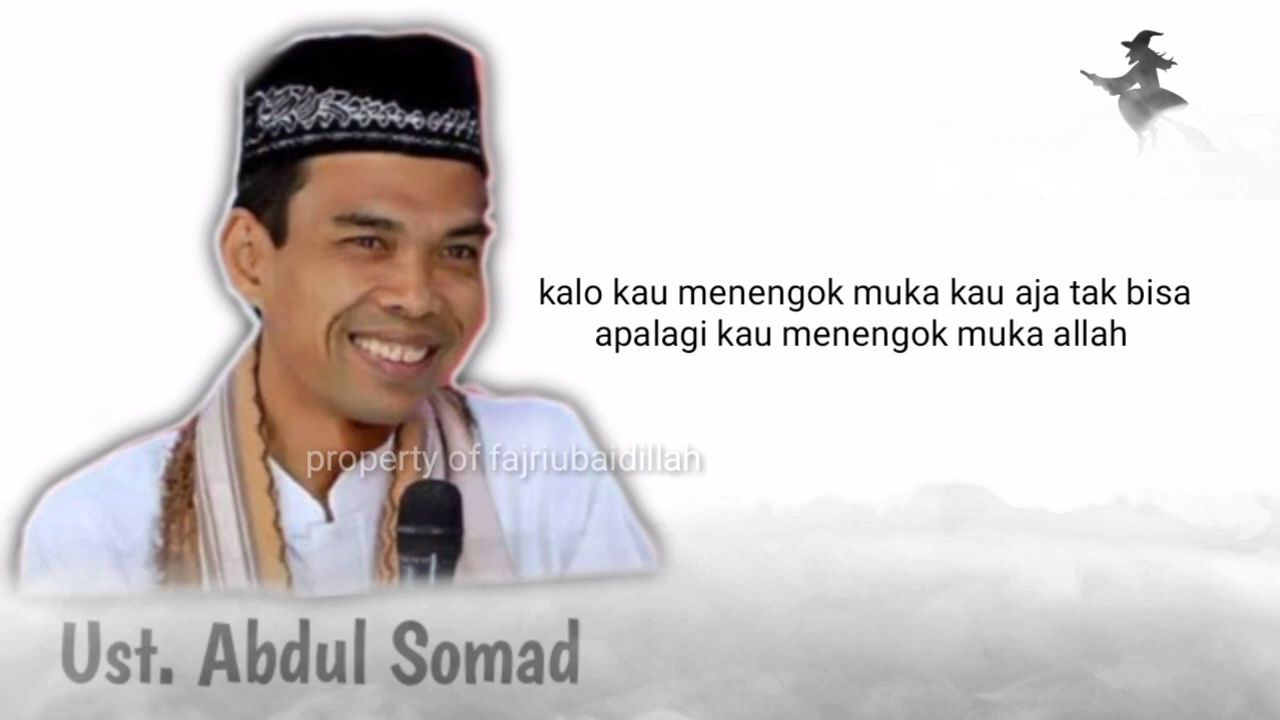 kalo kau menengok muka kau aja tak bisa
apalagi kau menengok muka allah
property of fajriubaidillah
Ust. Abdul Somad